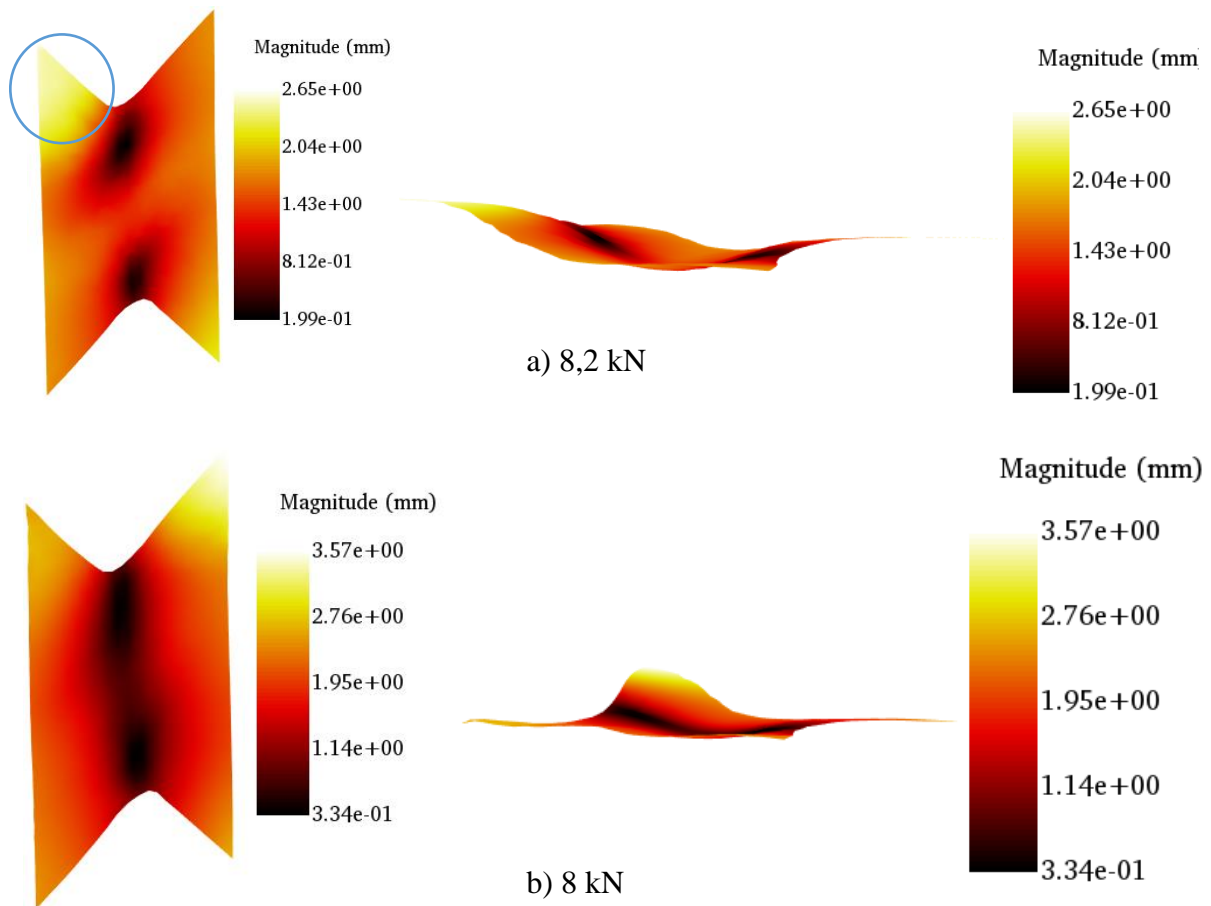 Magnitude (mm)
2.65e+00
2.04e+00
1.43e+00
8.12e-01
1.99e-01
Magnitude (mm)
2.65e+00
2.04e+00
1.43e+00
8.12e-01
1.99e-01
a) 8,2 kN
Magnitude (mm)
3.57e+00
2.76e+00
1.95e+00
1.14e+00
3.34e-01
Magnitude (mm)
3.57e+00
2.76e+00
1.95e+00
1.14e+00
3.34e-01
b) 8 kN